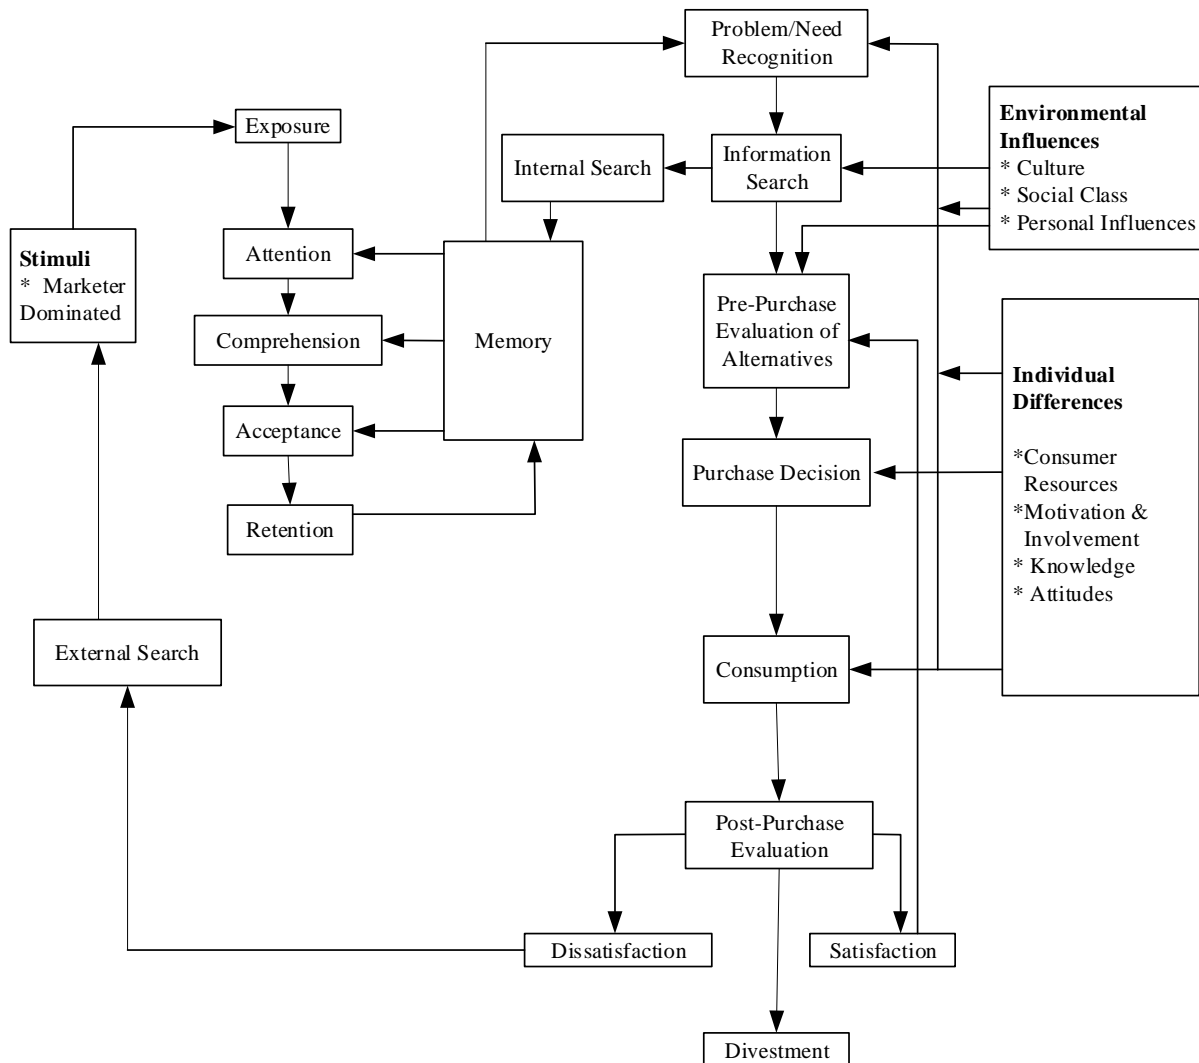 Problem/Need
Recognition
Exposure
Internal Search
Information
Search
Environmental
Influences
* Culture
* Social Class
* Personal Influences
Stimuli
* Marketer
Dominated
Attention
Comprehension
Acceptance
Retention
Memory
Pre-Purchase
Evaluation of
Alternatives
Individual
Differences
*Consumer
Resources
*Motivation &
Involvement
* Knowledge
* Attitudes
Purchase Decision
External Search
Consumption
Post-Purchase
Evaluation
Dissatisfaction
Satisfaction
Divestment